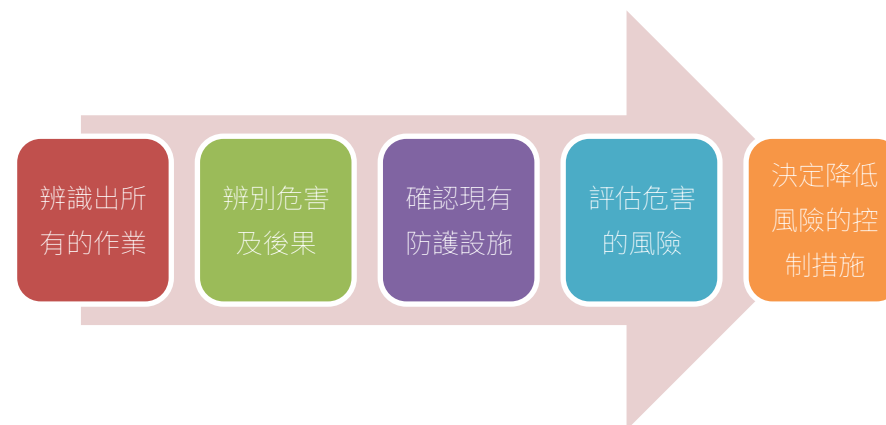 辨識出所
有的作業
辨別危害
及後果
確認現有
防護設施
評估危害
的風險
決定降低
風險的控
制措施